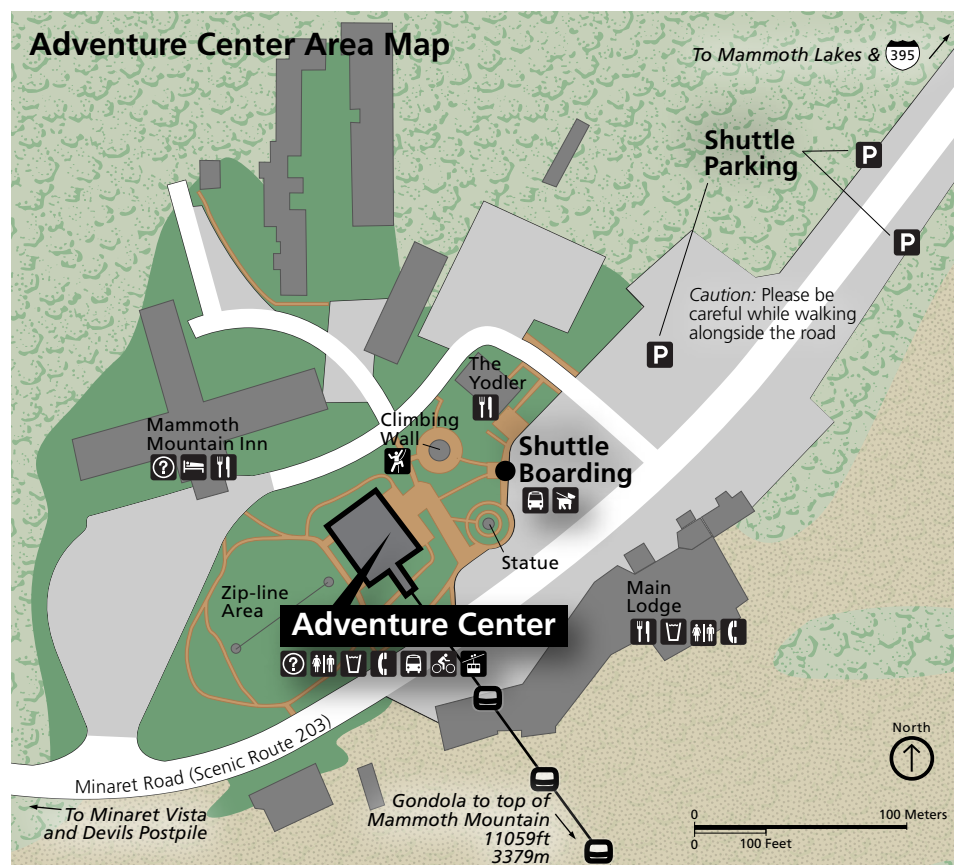 Adventure Center Area Map
To Mammoth Lakes &
395
Shuttle
Parking
P
P
Caution: Please be
careful while walking
alongside the road
P
The
Yodler
Climbing
Wall
Mammoth
Mountain Inn
?
Shuttle
Boarding
Statue
Zip-line
Area
Main
Lodge
Adventure Center
?
North
Minaret Road (Scenic Route 203)
To Minaret Vista
and Devils Postpile
Gondola to top of
Mammoth Mountain
11059ft
3379m
0
100 Meters
0
100 Feet